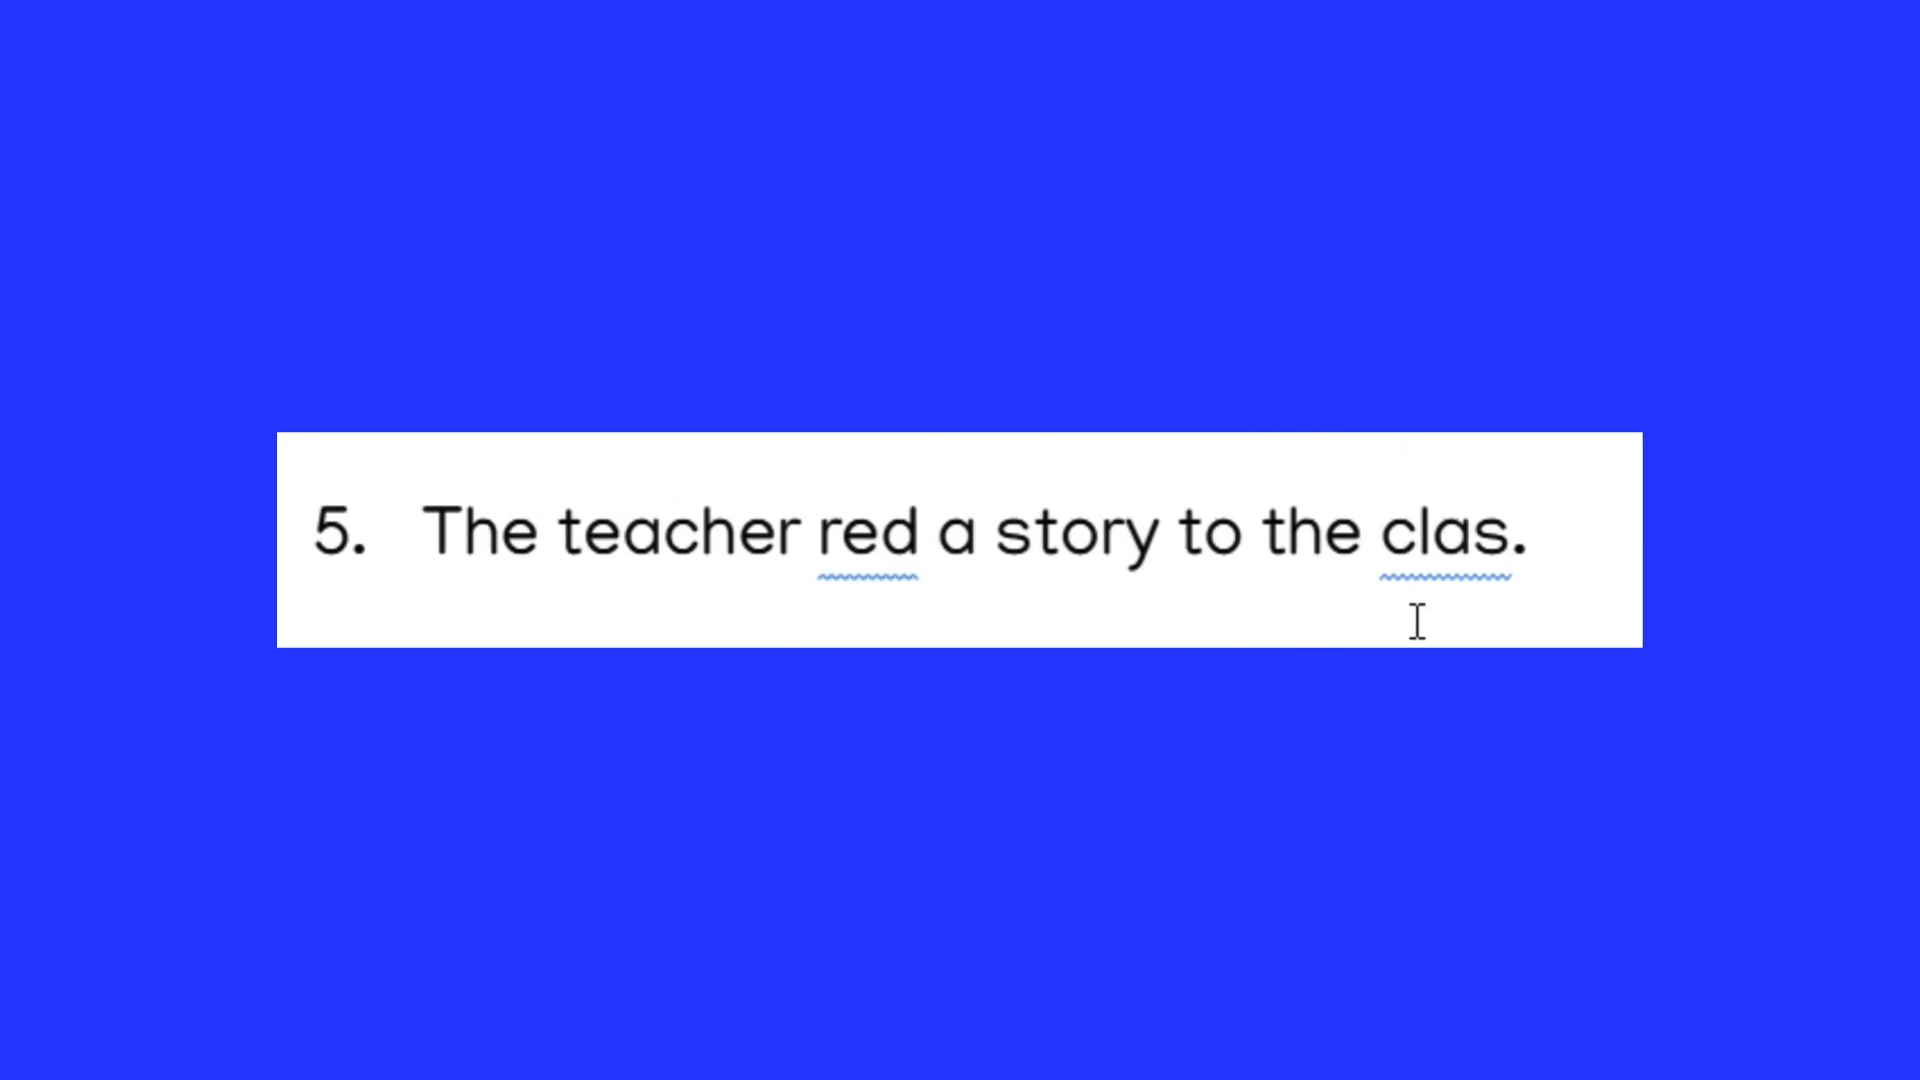 5. The teacher red a story to the clas.